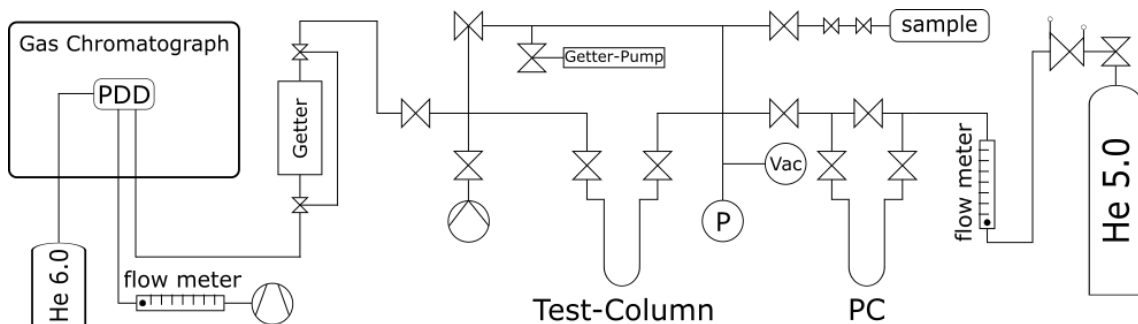 Gas Chromatograph
PDD
He 6.0
flow meter
Getter
Getter-Pump
sample
Vac
P
Test-Column
PC
flow meter
He 5.0